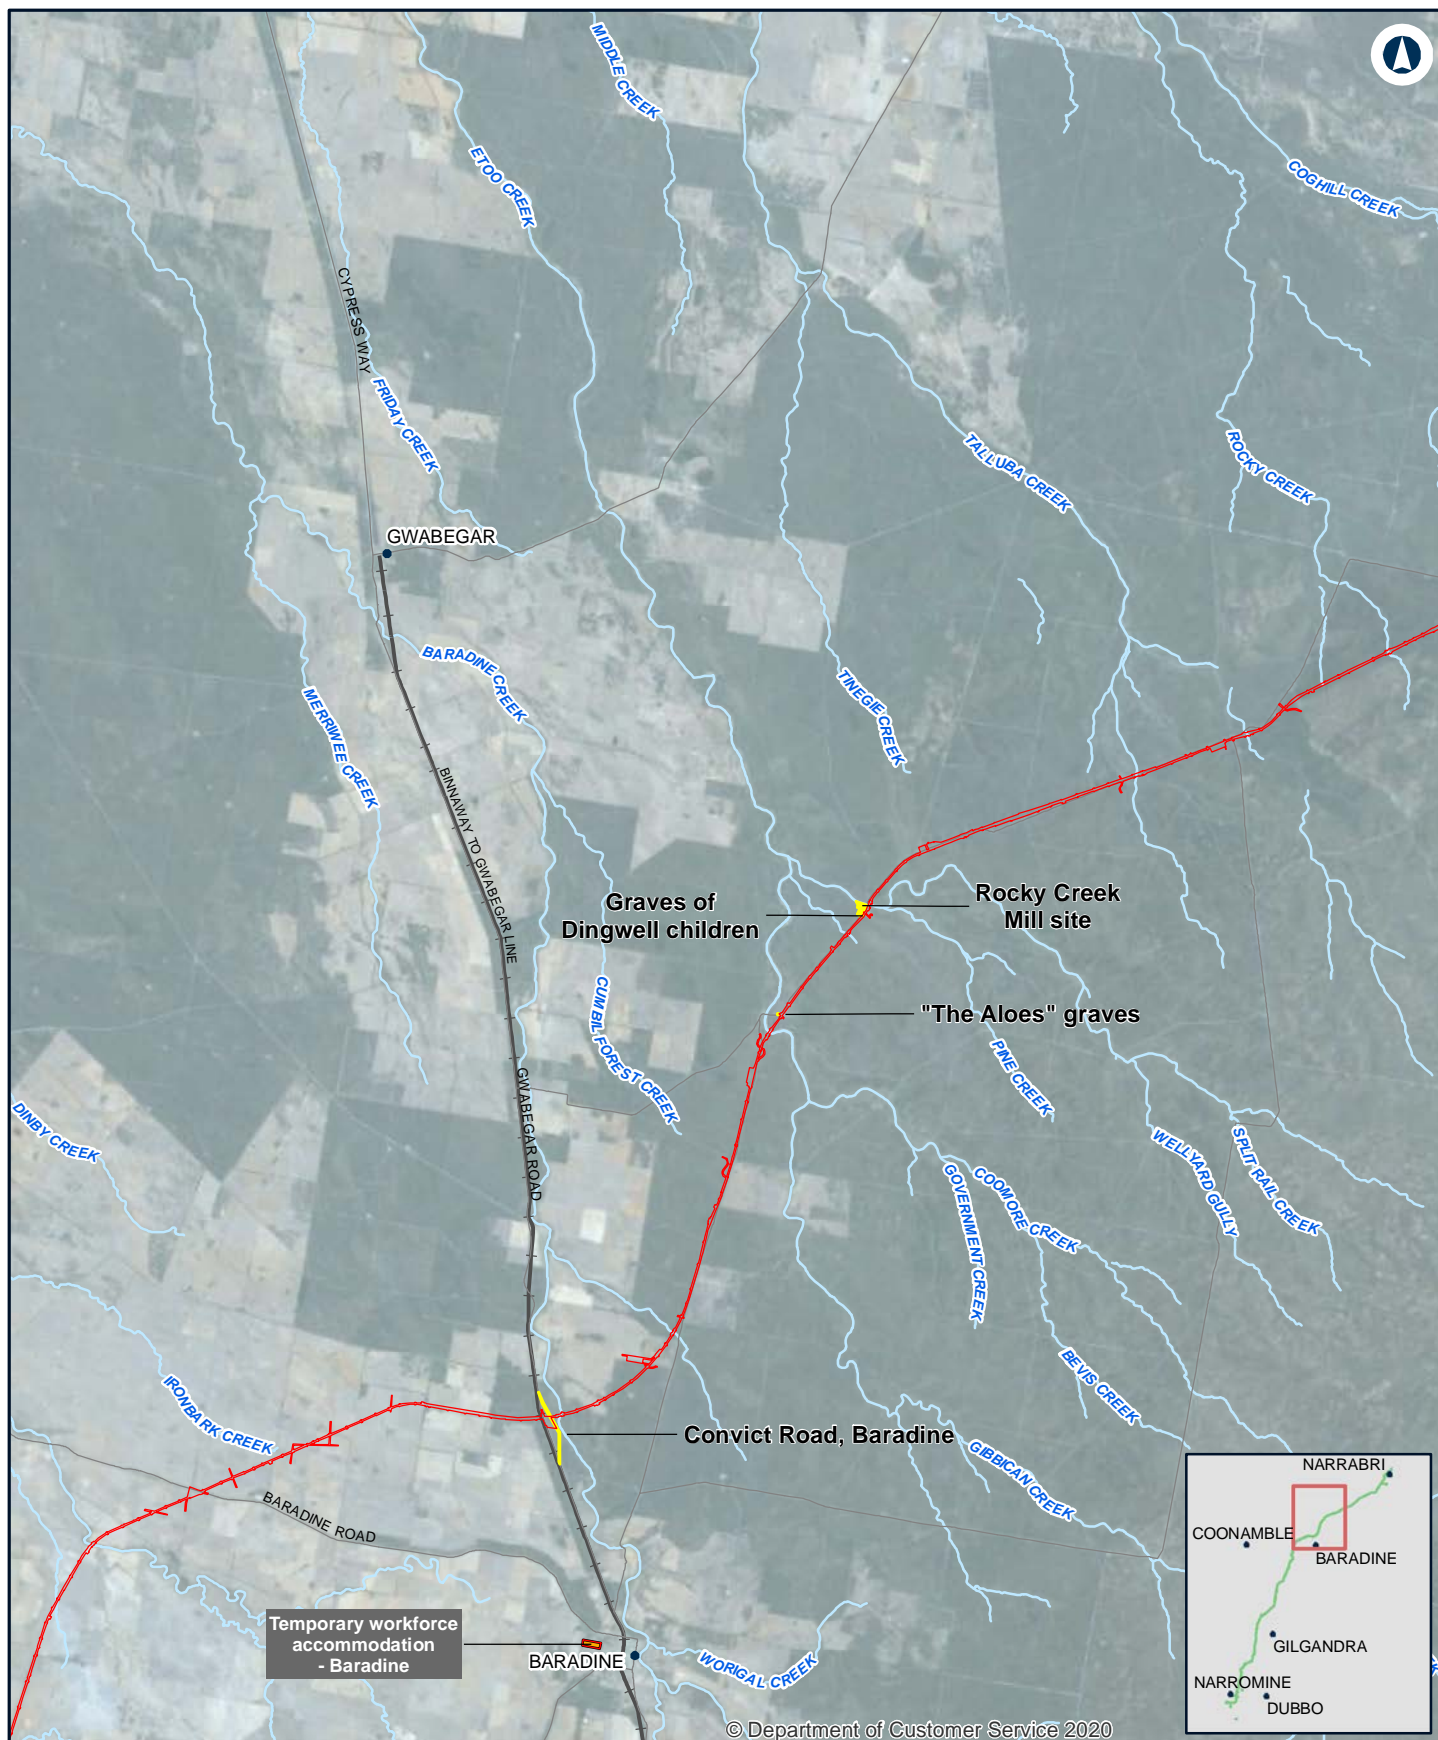 MIDDLE CREEK
ETOO CREEK
COGHILL CREEK
CYPRESS WAY
FRIDAY CREEK
TALLUBA CREEK
ROCKY CREEK
GWABEGAR
BARADINE CREEK
MERRIWEE CREEK
TINEGIE CREEK
BINNAWAY TO GWABEGAR LINE
Graves of
Dingwell children
Rocky Creek
Mill site
"The Aloes" graves
CUMBIL FOREST CREEK
PINE CREEK
GWABEGAR ROAD
DINBY CREEK
WELLYARD GULLY
SPLIT RAIL CREEK
GOVERNMENT CREEK
COOMORE CREEK
BEVIS CREEK
IRONBARK CREEK
Convict Road, Baradine
GIBBICAN CREEK
BARADINE ROAD
Temporary workforce
accommodation
- Baradine
BARADINE
WORIGAL CREEK
NARRABRI
COONAMBLE
BARADINE
GILGANDRA
NARROMINE
DUBBO
© Department of Customer Service 2020